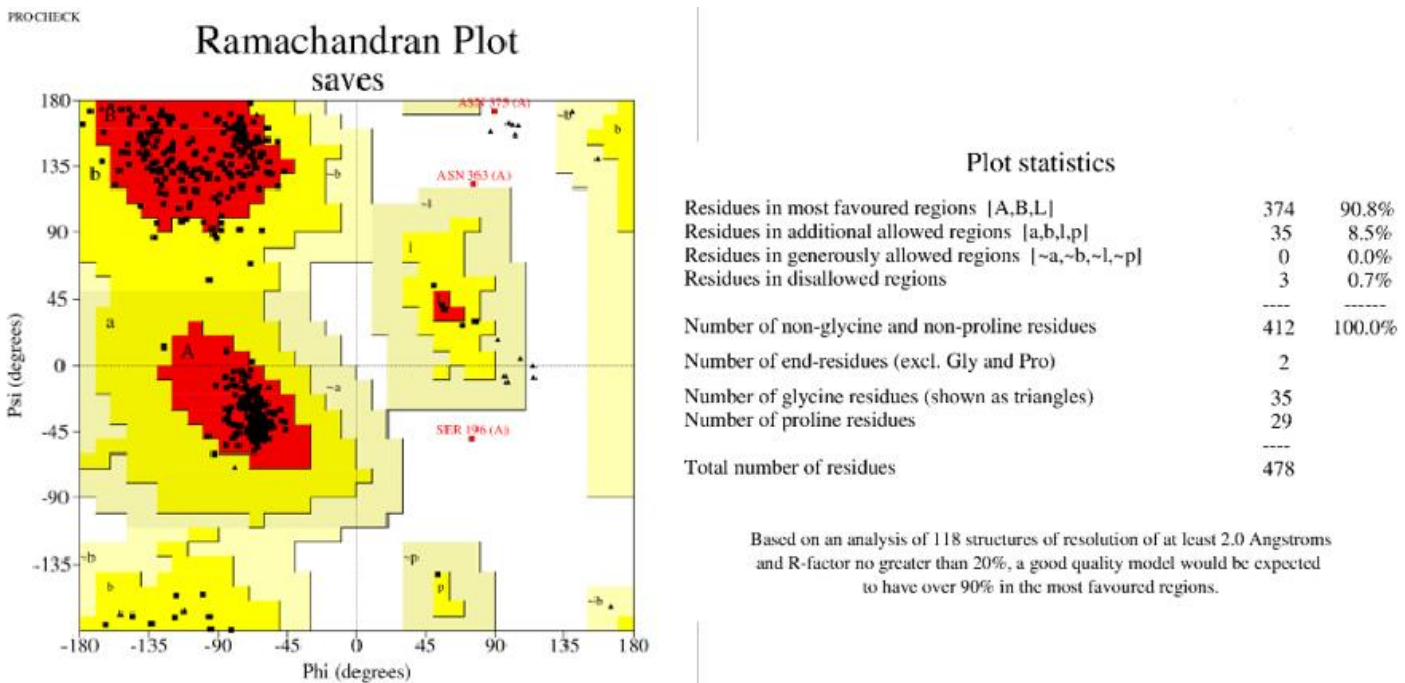 PROCHECK
Ramachandran Plot
saves
180
135
90
45
0
-45
-90
-135
-180
-135
-90
-45
0
45
90
135
180
Psi (degrees)
Phi (degrees)
B
b
~b
a
A
~a
~l
l
~b
b
~b
b
~p
p
~b
ASN 375 (A)
ASN 363 (A)
SER 196 (A)
Plot statistics
Residues in most favoured regions [A,B,L] 374 90.8%
Residues in additional allowed regions [a,b,l,p] 35 8.5%
Residues in generously allowed regions [~a,~b,~l,~p] 0 0.0%
Residues in disallowed regions 3 0.7%
---- ------
Number of non-glycine and non-proline residues 412 100.0%
Number of end-residues (excl. Gly and Pro) 2
Number of glycine residues (shown as triangles) 35
Number of proline residues 29
----
Total number of residues 478
Based on an analysis of 118 structures of resolution of at least 2.0 Angstroms
and R-factor no greater than 20%, a good quality model would be expected
to have over 90% in the most favoured regions.